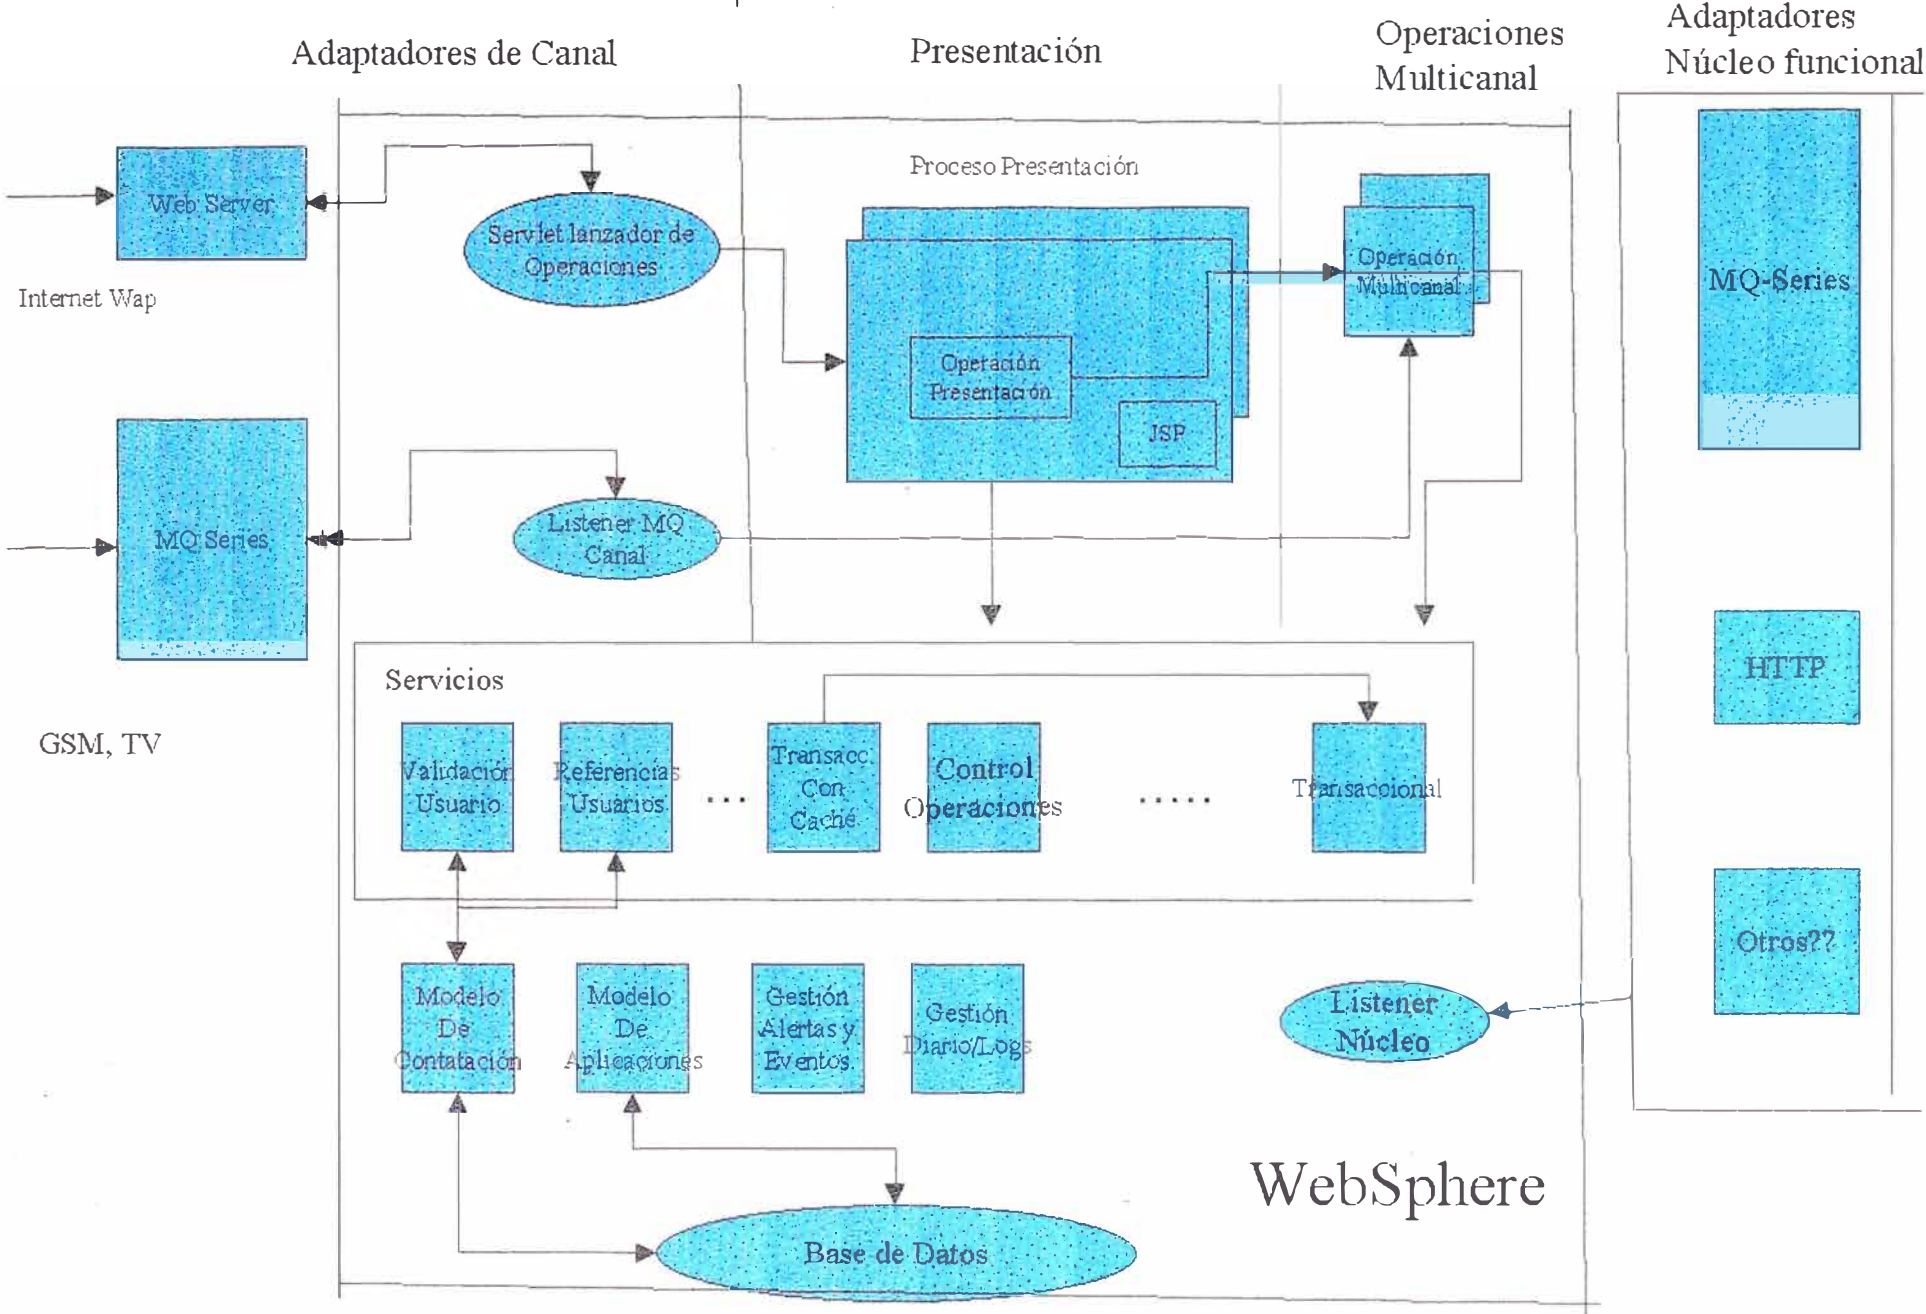 Adaptadores de Canal
Presentación
Operaciones
Multicanal
Adaptadores
Núcleo funcional
Proceso Presentación
Web Server
Servlet lanzador de
Operaciones
Operación
Multicanal
MQ-Series
Internet Wap
Operación
Presentación
JSP
MQ Series
Listener MQ
Canal
Servicios
HTTP
GSM, TV
Validación
Usuario
Referencias
Usuarios
...
Transacc.
Con
Caché
Control
Operaciones
.....
Transaccional
Otros??
Modelo
De
Contatación
Modelo
De
Aplicaciones
Gestión
Alertas y
Eventos.
Gestión
Diario/Logs
Listener
Núcleo
WebSphere
Base de Datos